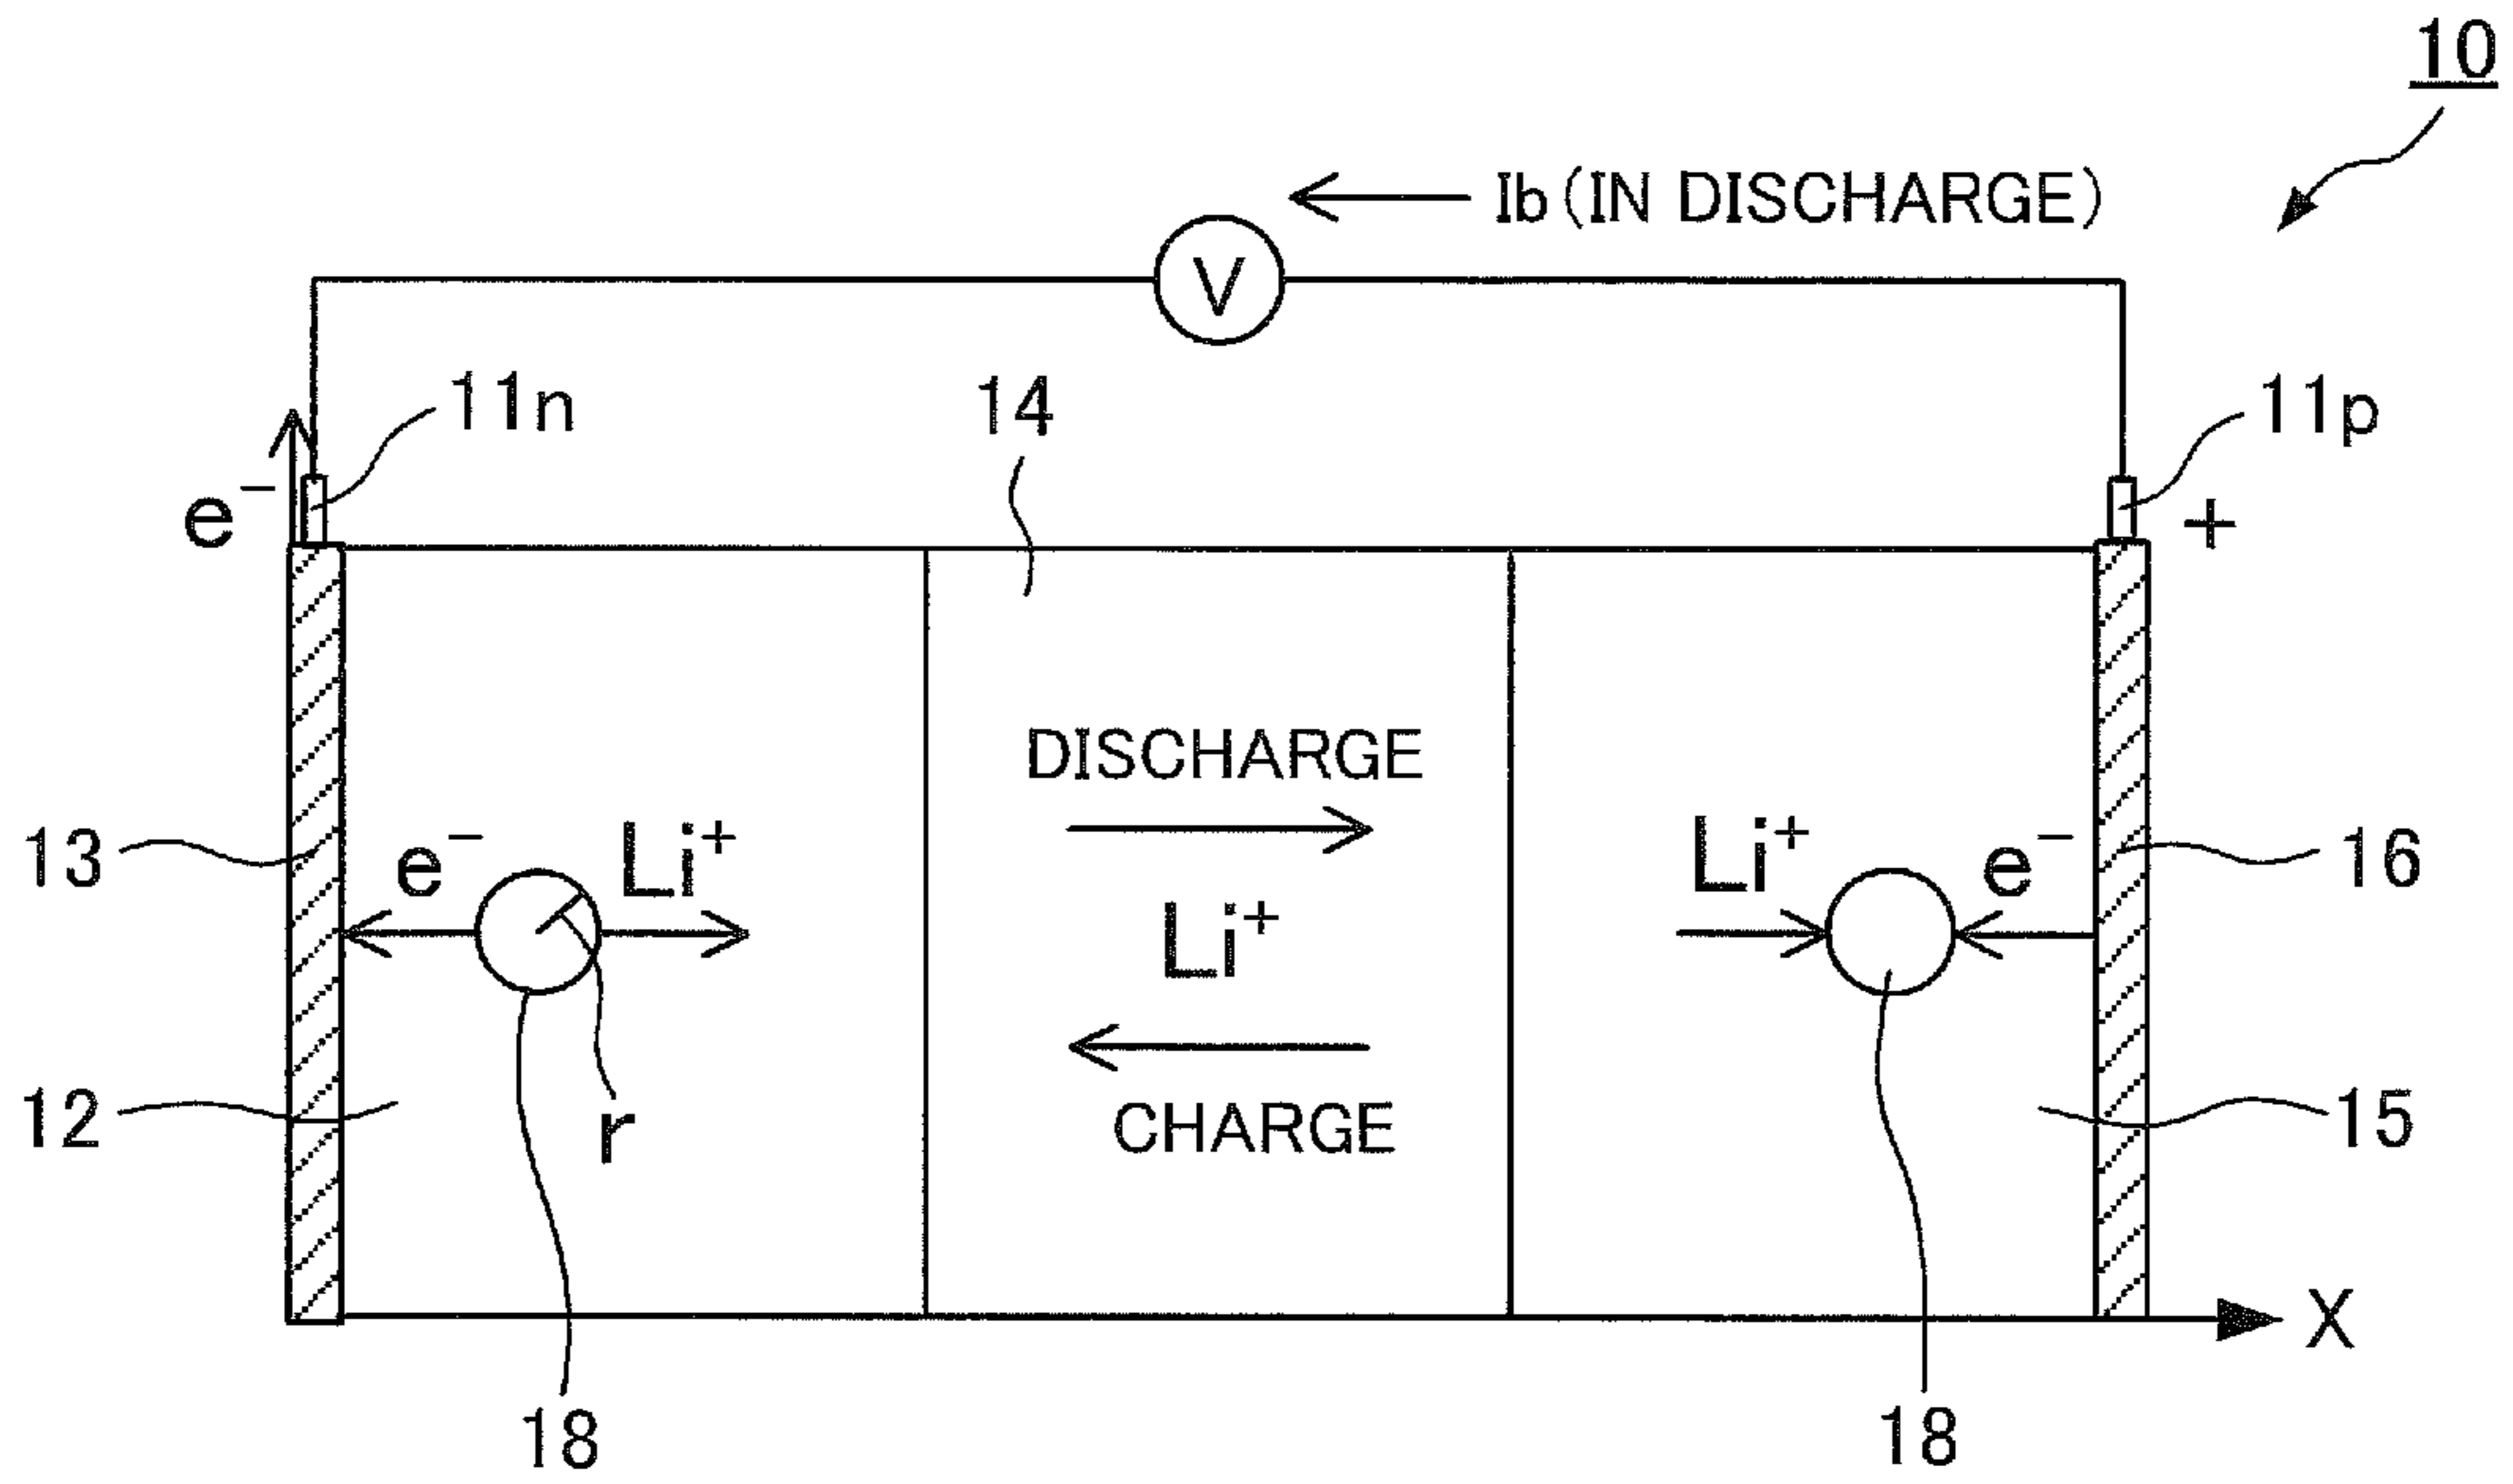 10
Ib (IN DISCHARGE)
V
11n
14
11p
e⁻
+
DISCHARGE
13
e⁻
Li⁺
Li⁺
e⁻
16
Li⁺
12
r
CHARGE
15
X
18
18